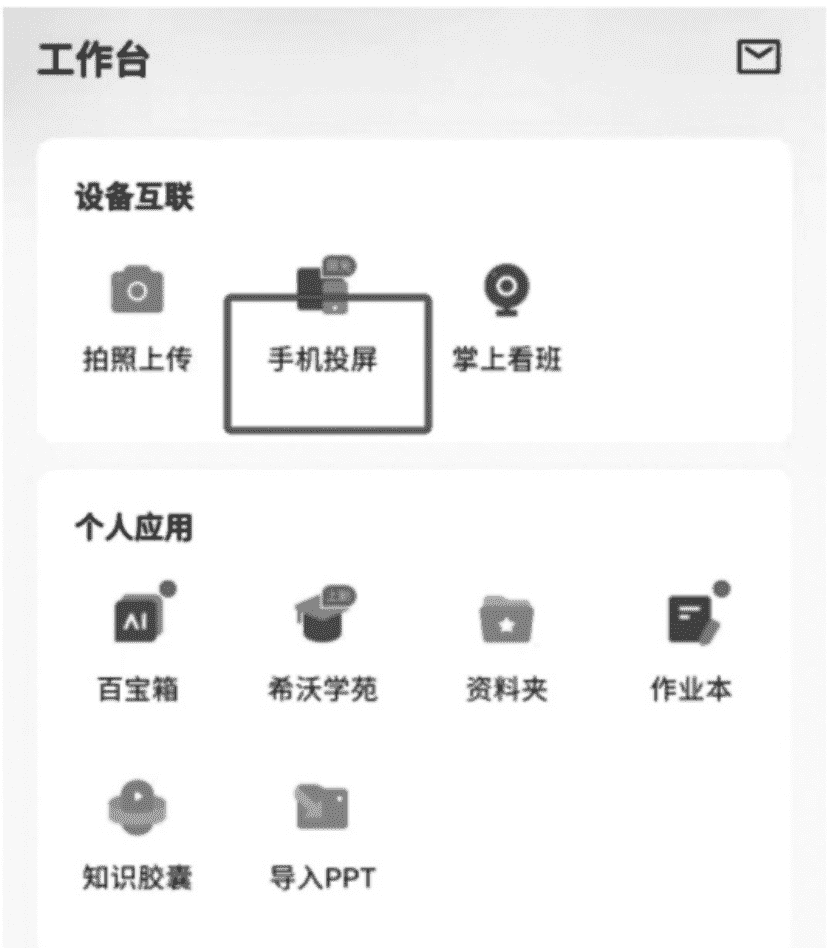 工作台
设备互联
拍照上传 手机投屏 掌上看班
个人应用
AI
百宝箱 希沃学苑 资料夹 作业本
知识胶囊 导入PPT